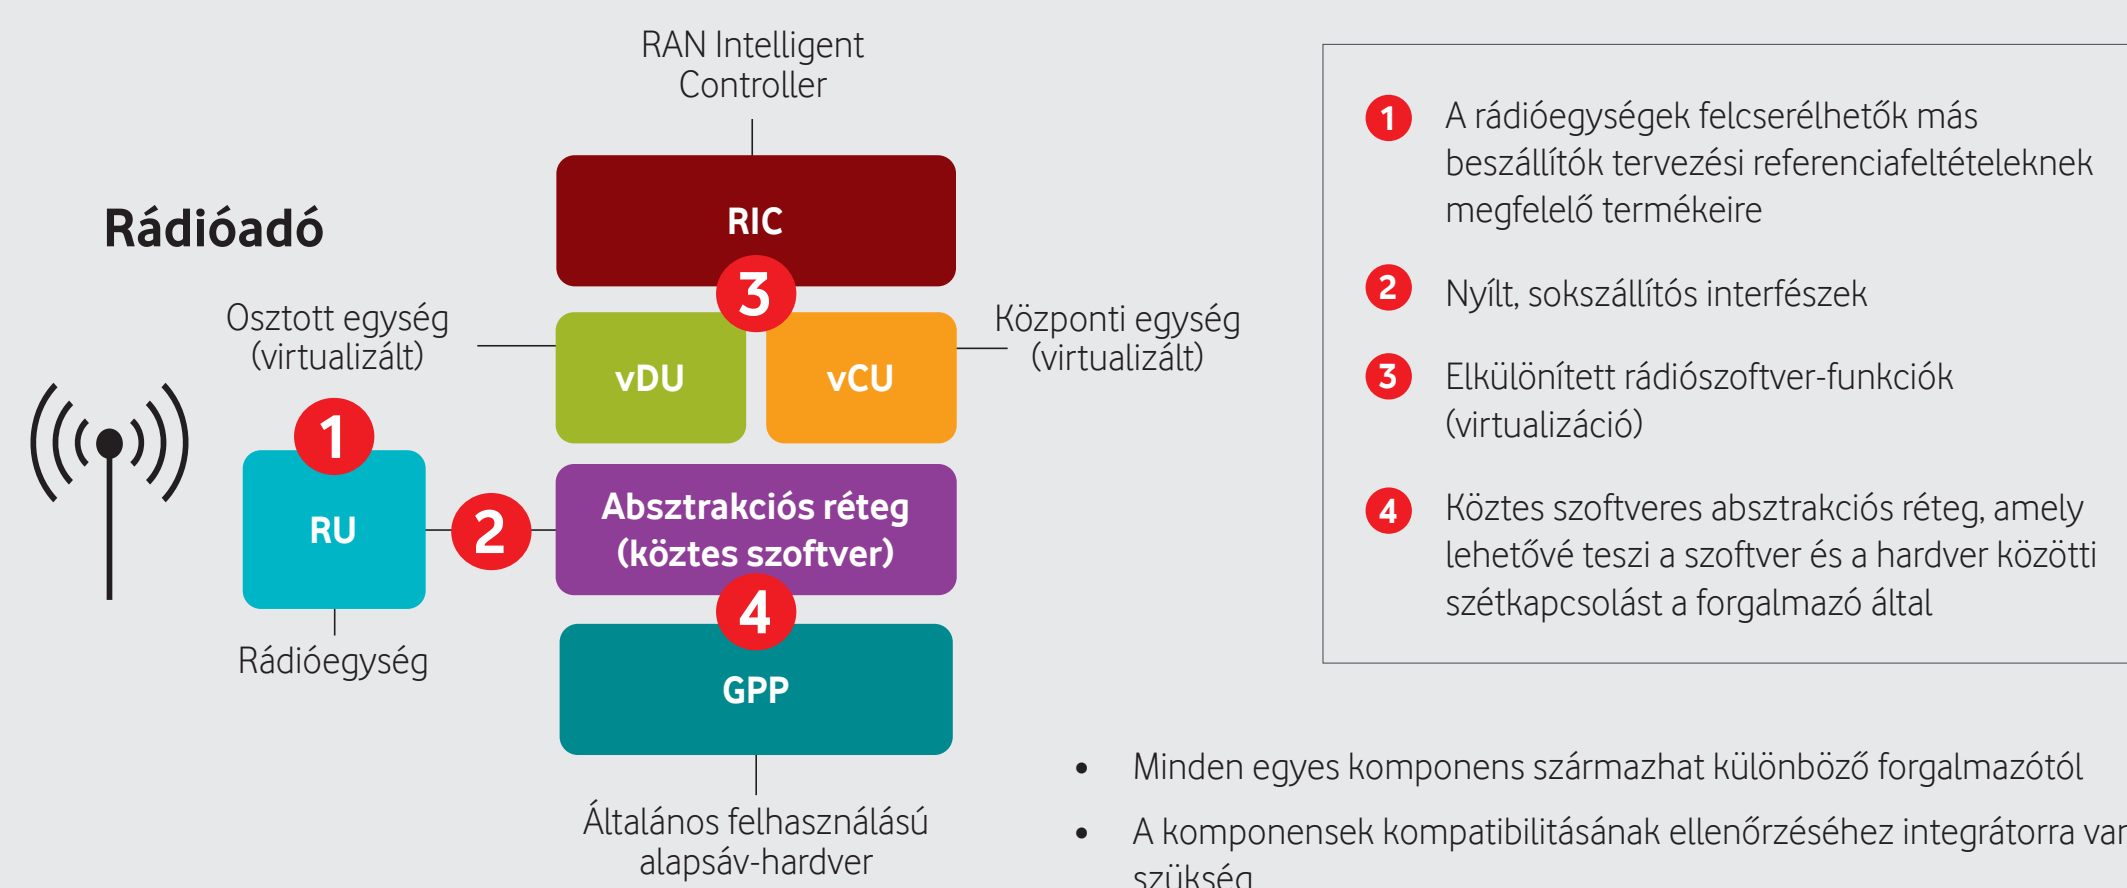 RAN Intelligent
Controller
RIC
Rádióadó
3
Osztott egység
(virtualizált)
Központi egység
(virtualizált)
vDU
vCU
1
RU
2
Absztrakciós réteg
(köztes szoftver)
4
Rádióegység
GPP
Általános felhasználású
alapsáv-hardver
1 A rádióegységek felcserélhetők más
beszállítók tervezési referenciafeltételeknek
megfelelő termékeire
2 Nyílt, sokszállítós interfészek
3 Elkülönített rádiószoftver-funkciók
(virtualizáció)
4 Köztes szoftveres absztrakciós réteg, amely
lehetővé teszi a szoftver és a hardver közötti
szétkapcsolást a forgalmazó által
• Minden egyes komponens származhat különböző forgalmazótól
• A komponensek kompatibilitásának ellenőrzéséhez integrátorra van
szükség